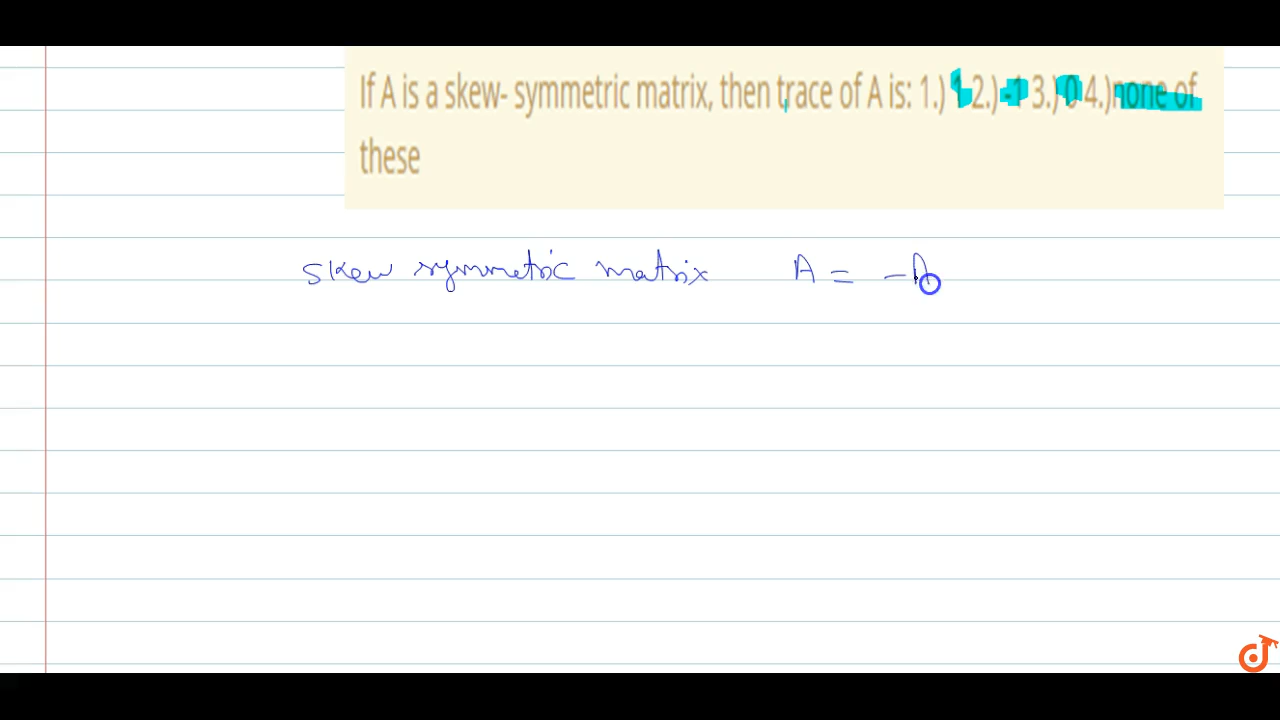 If A is a skew- symmetric matrix, then trace of A is: 1.) 1 2.) -1 3.) 0 4.)none of
these
skew symmetric matrix A = -A